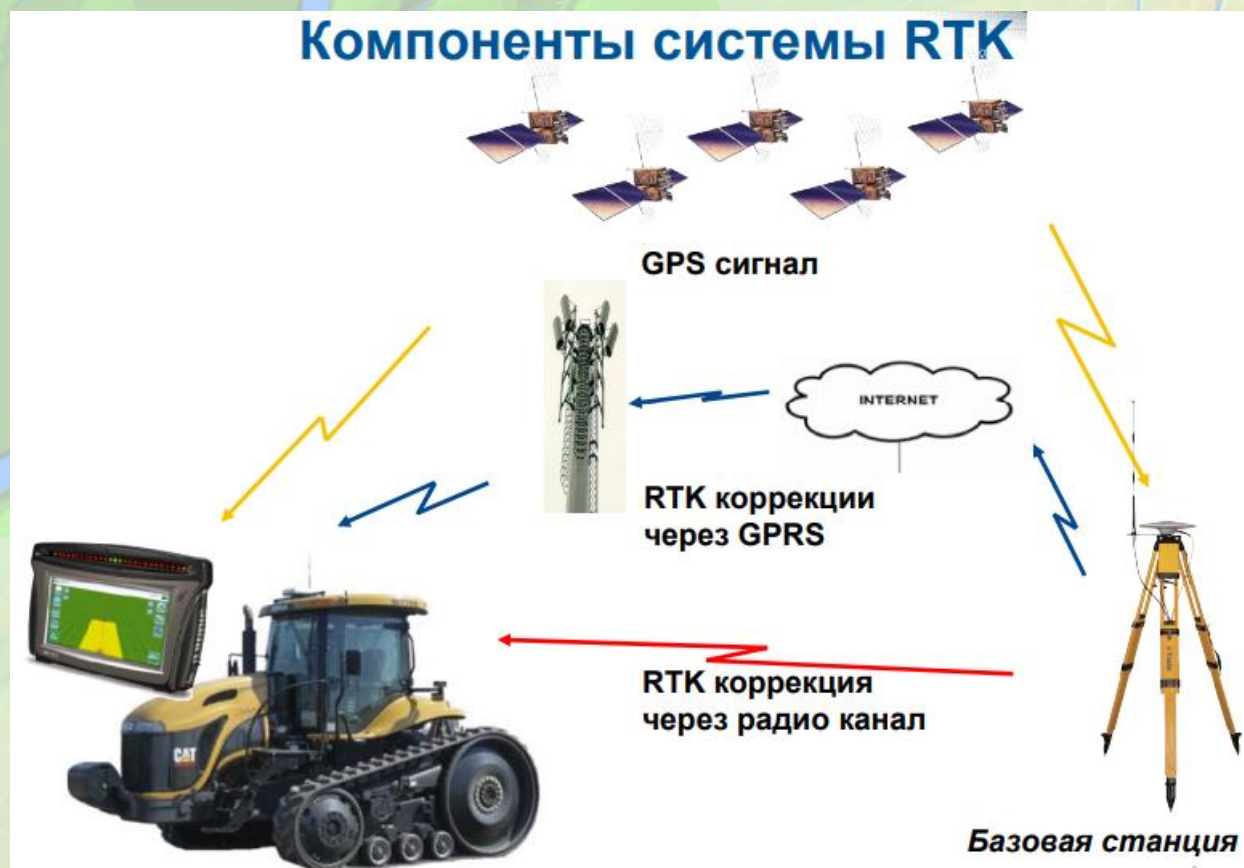 Компоненты системы RTK
GPS сигнал
INTERNET
RTK коррекции
через GPRS
RTK коррекция
через радио канал
CAT
Базовая станция